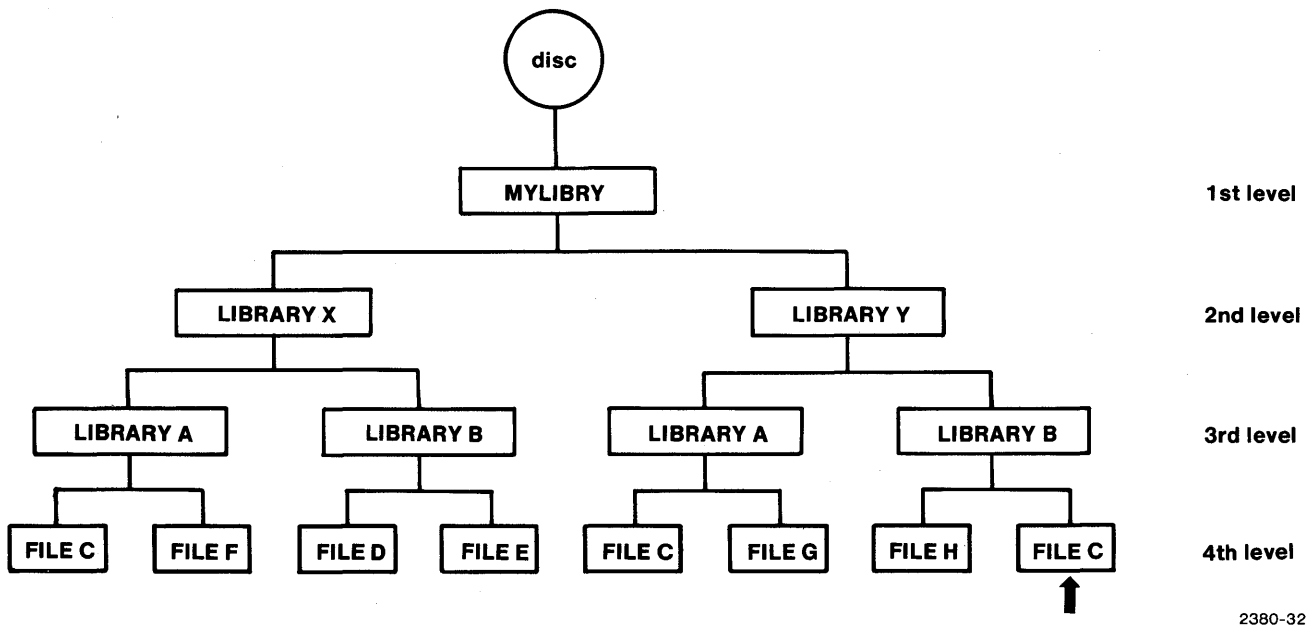 disc
MYLIBRY
1st level
LIBRARY X
LIBRARY Y
2nd level
LIBRARY A
LIBRARY B
LIBRARY A
LIBRARY B
3rd level
FILE C
FILE F
FILE D
FILE E
FILE C
FILE G
FILE H
FILE C
4th level
2380-32